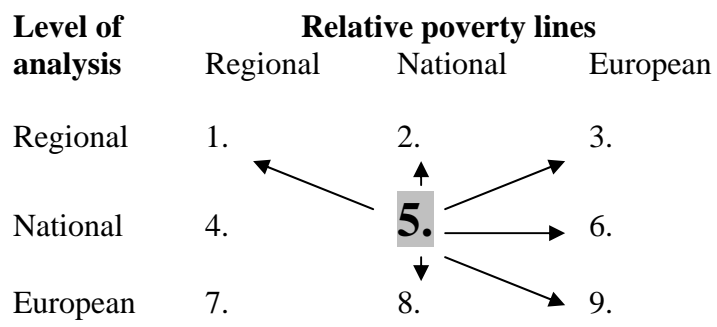 Level of Relative poverty lines
analysis Regional National European
Regional 1. 2. 3.
National 4. 5. 6.
European 7. 8. 9.